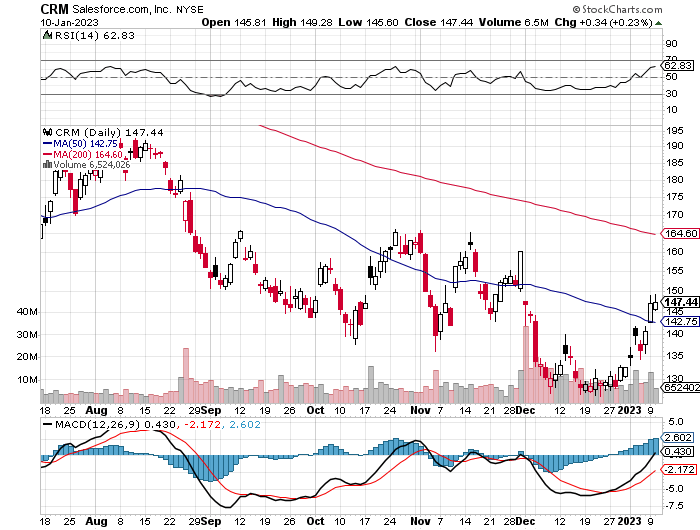 CRM Salesforce.com, Inc. NYSE
© StockCharts.com
10-Jan-2023
Open 145.81 High 149.28 Low 145.60 Close 147.44 Volume 6.5M Chg +0.34 (+0.23%)
RSI(14) 62.83
90
70
62.83
50
30
10
CRM (Daily) 147.44
MA(50) 142.75
MA(200) 164.60
Volume 6,524,026
195
190
185
180
175
170
164.60
160
155
150
147.44
145
142.75
140
135
130
652402
40M
30M
20M
10M
18 25 Aug 8 15 22 29 Sep 12 19 26 Oct 10 17 24 Nov 7 14 21 28 Dec 12 19 27 2023 9
MACD(12,26,9) 0.430, -2.172, 2.602
5.0
2.602
0.430
-2.172
-5.0
-7.5
18 25 Aug 8 15 22 29 Sep 12 19 26 Oct 10 17 24 Nov 7 14 21 28 Dec 12 19 27 2023 9